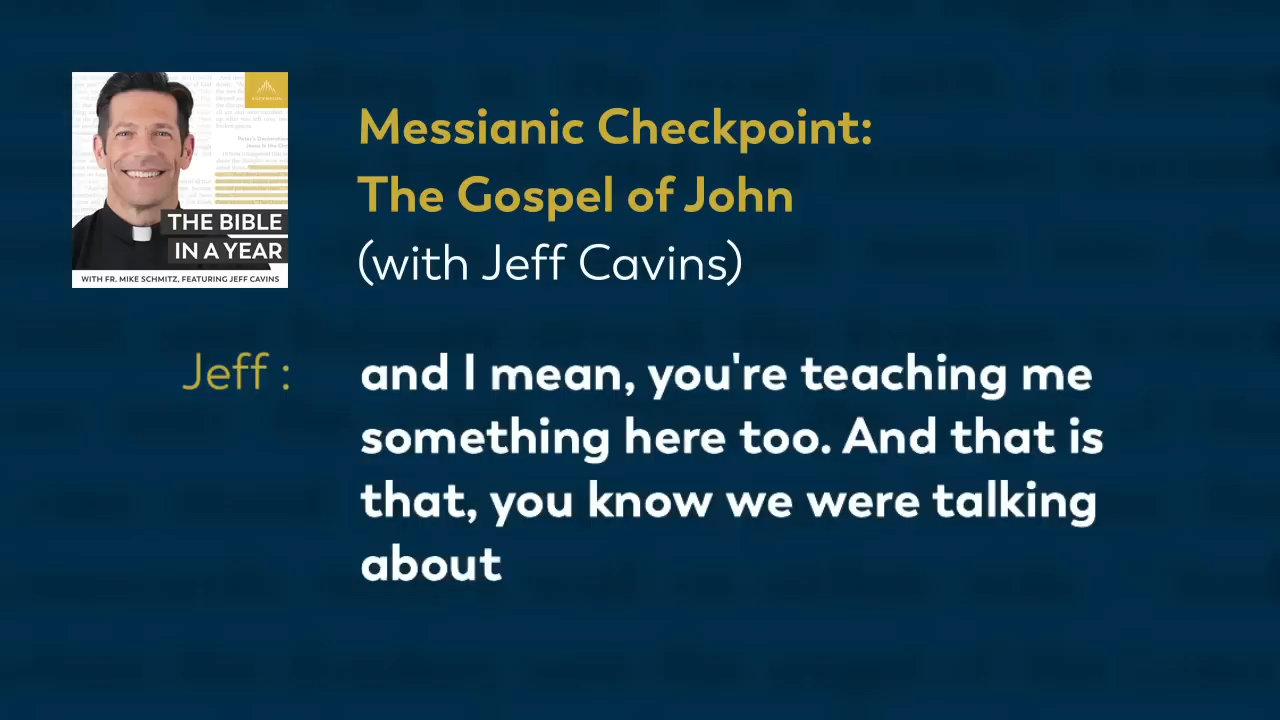 THE BIBLE
IN A YEAR
WITH FR. MIKE SCHMITZ, FEATURING JEFF CAVINS
Messianic Checkpoint:
The Gospel of John
(with Jeff Cavins)
Jeff :
and I mean, you're teaching me
something here too. And that is
that, you know we were talking
about